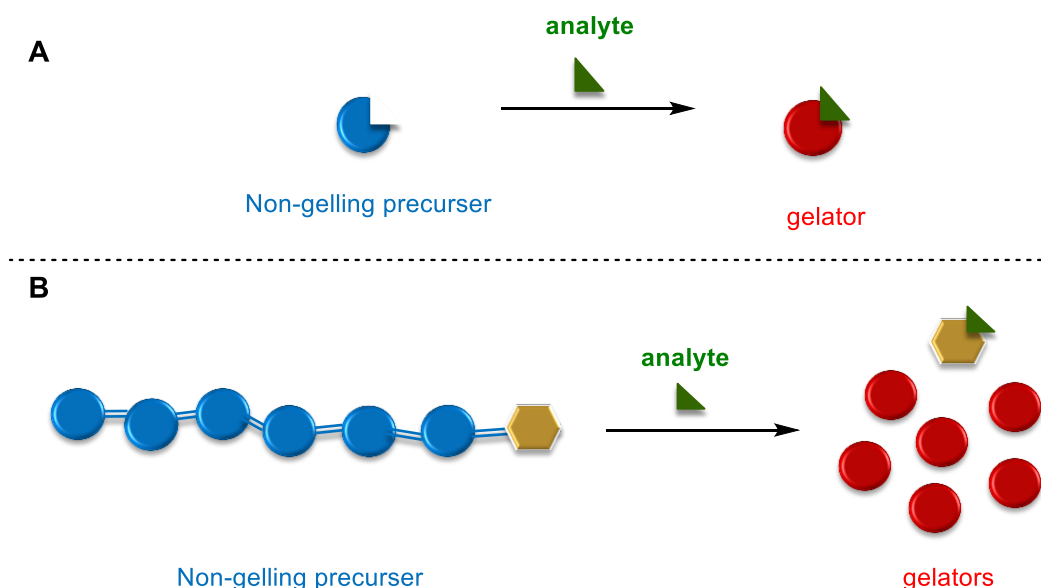 A
analyte
Non-gelling precurser
gelator
B
analyte
Non-gelling precurser
gelators